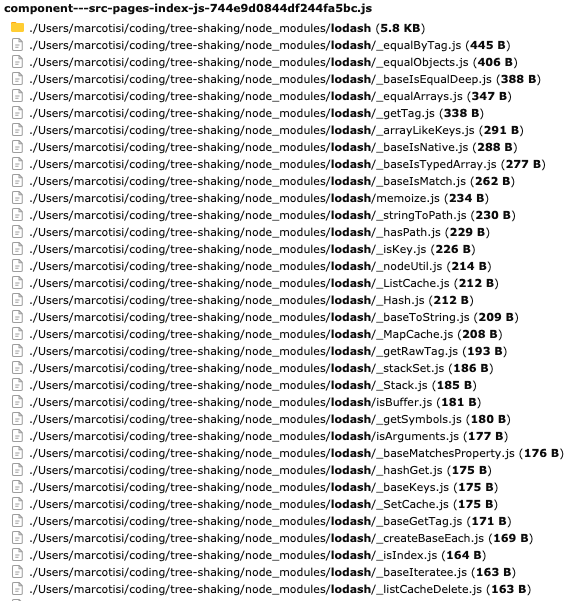 component---src-pages-index-js-744e9d0844df244fa5bc.js
./Users/marcotisi/coding/tree-shaking/node_modules/lodash (5.8 KB)
./Users/marcotisi/coding/tree-shaking/node_modules/lodash/_equalByTag.js (445 B)
./Users/marcotisi/coding/tree-shaking/node_modules/lodash/_equalObjects.js (406 B)
./Users/marcotisi/coding/tree-shaking/node_modules/lodash/_baseIsEqualDeep.js (388 B)
./Users/marcotisi/coding/tree-shaking/node_modules/lodash/_equalArrays.js (347 B)
./Users/marcotisi/coding/tree-shaking/node_modules/lodash/_getTag.js (338 B)
./Users/marcotisi/coding/tree-shaking/node_modules/lodash/_arrayLikeKeys.js (291 B)
./Users/marcotisi/coding/tree-shaking/node_modules/lodash/_baseIsNative.js (288 B)
./Users/marcotisi/coding/tree-shaking/node_modules/lodash/_baseIsTypedArray.js (277 B)
./Users/marcotisi/coding/tree-shaking/node_modules/lodash/_baseIsMatch.js (262 B)
./Users/marcotisi/coding/tree-shaking/node_modules/lodash/memoize.js (234 B)
./Users/marcotisi/coding/tree-shaking/node_modules/lodash/_stringToPath.js (230 B)
./Users/marcotisi/coding/tree-shaking/node_modules/lodash/_hasPath.js (229 B)
./Users/marcotisi/coding/tree-shaking/node_modules/lodash/_isKey.js (226 B)
./Users/marcotisi/coding/tree-shaking/node_modules/lodash/_nodeUtil.js (214 B)
./Users/marcotisi/coding/tree-shaking/node_modules/lodash/_ListCache.js (212 B)
./Users/marcotisi/coding/tree-shaking/node_modules/lodash/_Hash.js (212 B)
./Users/marcotisi/coding/tree-shaking/node_modules/lodash/_baseToString.js (209 B)
./Users/marcotisi/coding/tree-shaking/node_modules/lodash/_MapCache.js (208 B)
./Users/marcotisi/coding/tree-shaking/node_modules/lodash/_getRawTag.js (193 B)
./Users/marcotisi/coding/tree-shaking/node_modules/lodash/_stackSet.js (186 B)
./Users/marcotisi/coding/tree-shaking/node_modules/lodash/_Stack.js (185 B)
./Users/marcotisi/coding/tree-shaking/node_modules/lodash/isBuffer.js (181 B)
./Users/marcotisi/coding/tree-shaking/node_modules/lodash/_getSymbols.js (180 B)
./Users/marcotisi/coding/tree-shaking/node_modules/lodash/isArguments.js (177 B)
./Users/marcotisi/coding/tree-shaking/node_modules/lodash/_baseMatchesProperty.js (176 B)
./Users/marcotisi/coding/tree-shaking/node_modules/lodash/_hashGet.js (175 B)
./Users/marcotisi/coding/tree-shaking/node_modules/lodash/_baseKeys.js (175 B)
./Users/marcotisi/coding/tree-shaking/node_modules/lodash/_SetCache.js (175 B)
./Users/marcotisi/coding/tree-shaking/node_modules/lodash/_baseGetTag.js (171 B)
./Users/marcotisi/coding/tree-shaking/node_modules/lodash/_createBaseEach.js (169 B)
./Users/marcotisi/coding/tree-shaking/node_modules/lodash/_isIndex.js (164 B)
./Users/marcotisi/coding/tree-shaking/node_modules/lodash/_baseIteratee.js (163 B)
./Users/marcotisi/coding/tree-shaking/node_modules/lodash/_listCacheDelete.js (163 B)